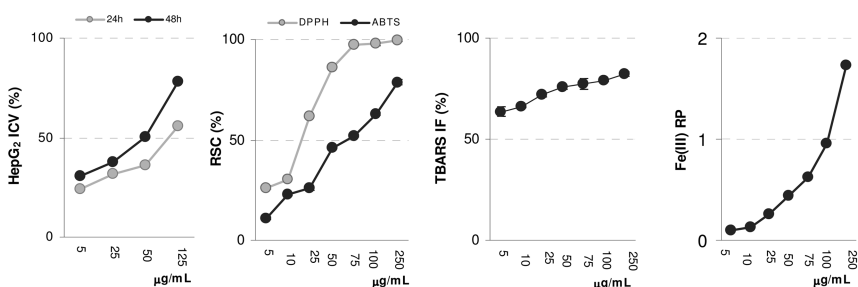 24h 48h
100
50
0
HepG2 ICV (%)
5 25 50 125
µg/mL
DPPH ABTS
100
50
0
RSC (%)
5 10 25 50 75 100 250
µg/mL
100
50
0
TBARS IF (%)
5 10 25 50 75 100 250
µg/mL
2
1
0
Fe(III) RP
5 10 25 50 75 100 250
µg/mL